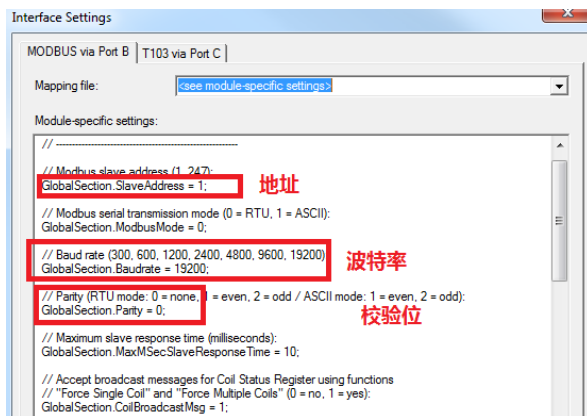 Interface Settings
MODBUS via Port B
T103 via Port C
Mapping file:
<see module-specific settings>
Module-specific settings:
// ----------------------------------------------------------
// Modbus slave address (1..247):
GlobalSection.SlaveAddress = 1;
地址
// Modbus serial transmission mode (0 = RTU, 1 = ASCII):
GlobalSection.ModbusMode = 0;
// Baud rate (300, 600, 1200, 2400, 4800, 9600, 19200)
GlobalSection.Baudrate = 19200;
波特率
// Parity (RTU mode: 0 = none, 1 = even, 2 = odd / ASCII mode: 1 = even, 2 = odd):
GlobalSection.Parity = 0;
校验位
// Maximum slave response time (milliseconds):
GlobalSection.MaxMSecSlaveResponseTime = 10;
// Accept broadcast messages for Coil Status Register using functions
// "Force Single Coil" and "Force Multiple Coils" (0 = no, 1 = yes):
GlobalSection.CoilBroadcastMsg = 1;